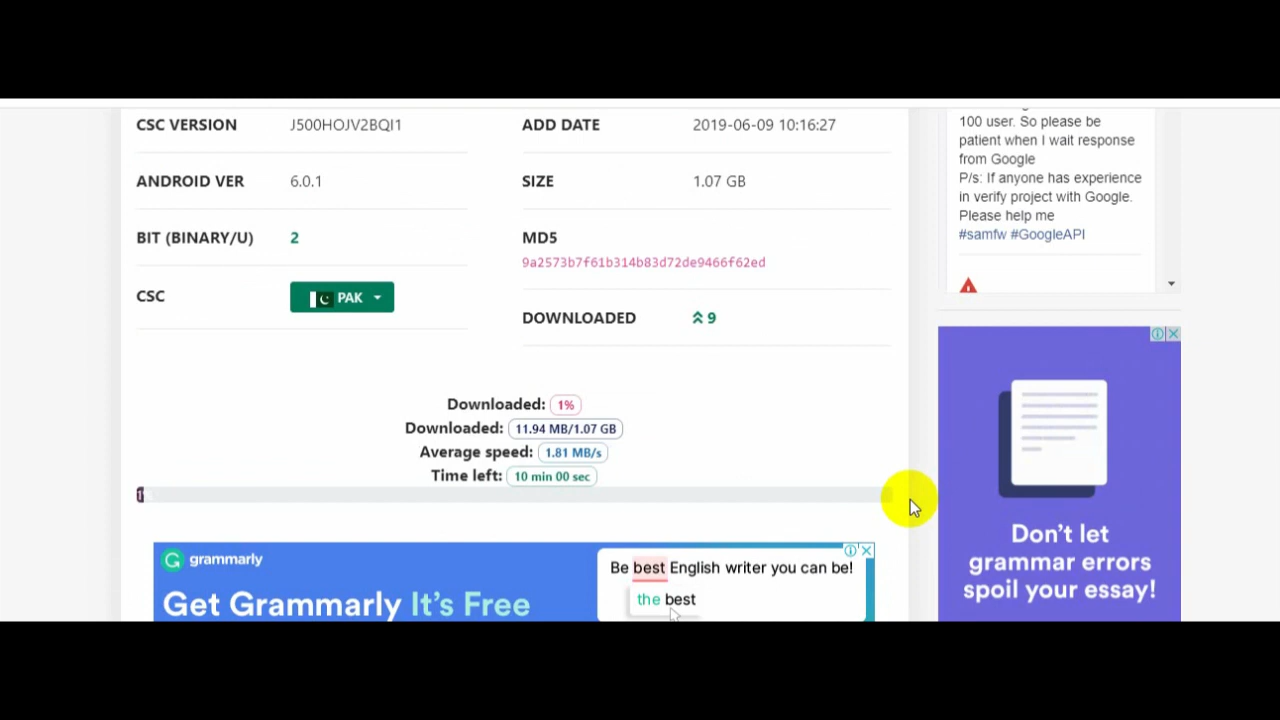 CSC VERSION J500HOJV2BQI1
ANDROID VER 6.0.1
BIT (BINARY/U) 2
CSC PAK
ADD DATE 2019-06-09 10:16:27
SIZE 1.07 GB
MD5
9a2573b7f61b314b83d72de9466f62ed
DOWNLOADED 9
Downloaded: 1%
Downloaded: 11.94 MB/1.07 GB
Average speed: 1.81 MB/s
Time left: 10 min 00 sec
grammarly
Get Grammarly It's Free
Be best English writer you can be!
the best
100 user. So please be
patient when I wait response
from Google
P/s: If anyone has experience
in verify project with Google.
Please help me
#samfw #GoogleAPI
Don't let
grammar errors
spoil your essay!